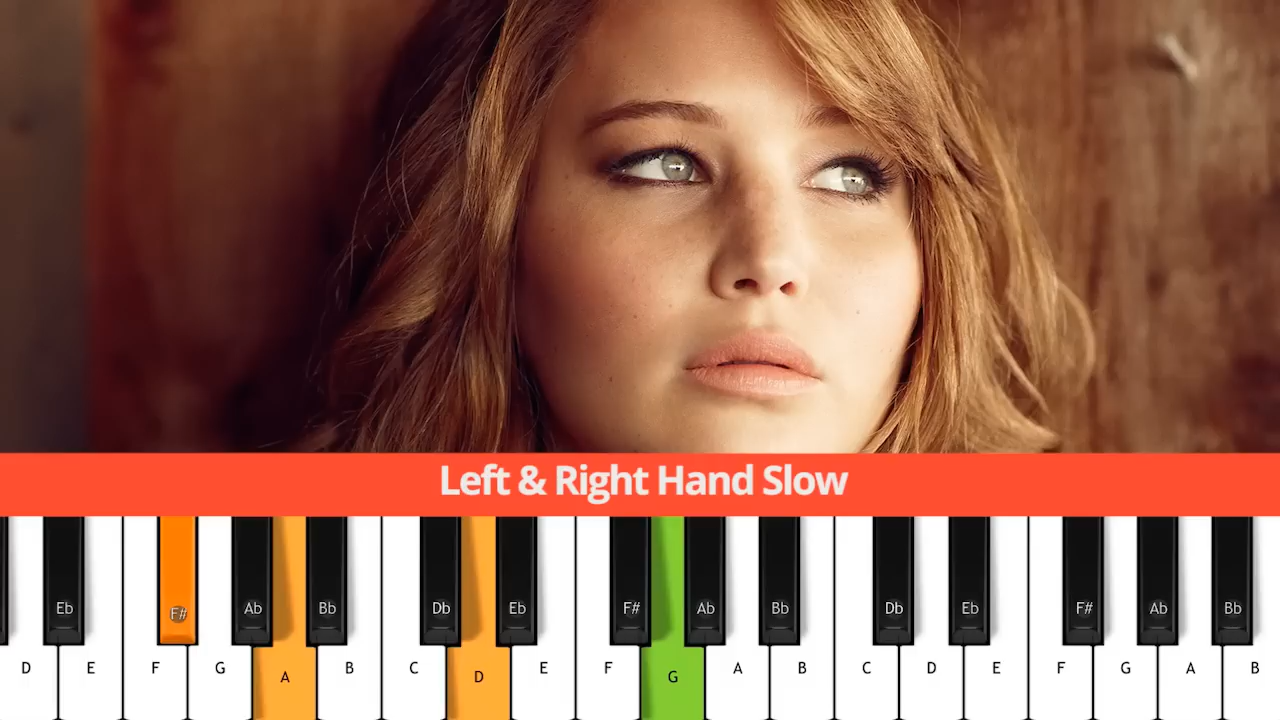 Left & Right Hand Slow
Eb F# Ab Bb Db Eb F# Ab Bb Db Eb F# Ab Bb
D E F G A B C D E F G A B C D E F G A B